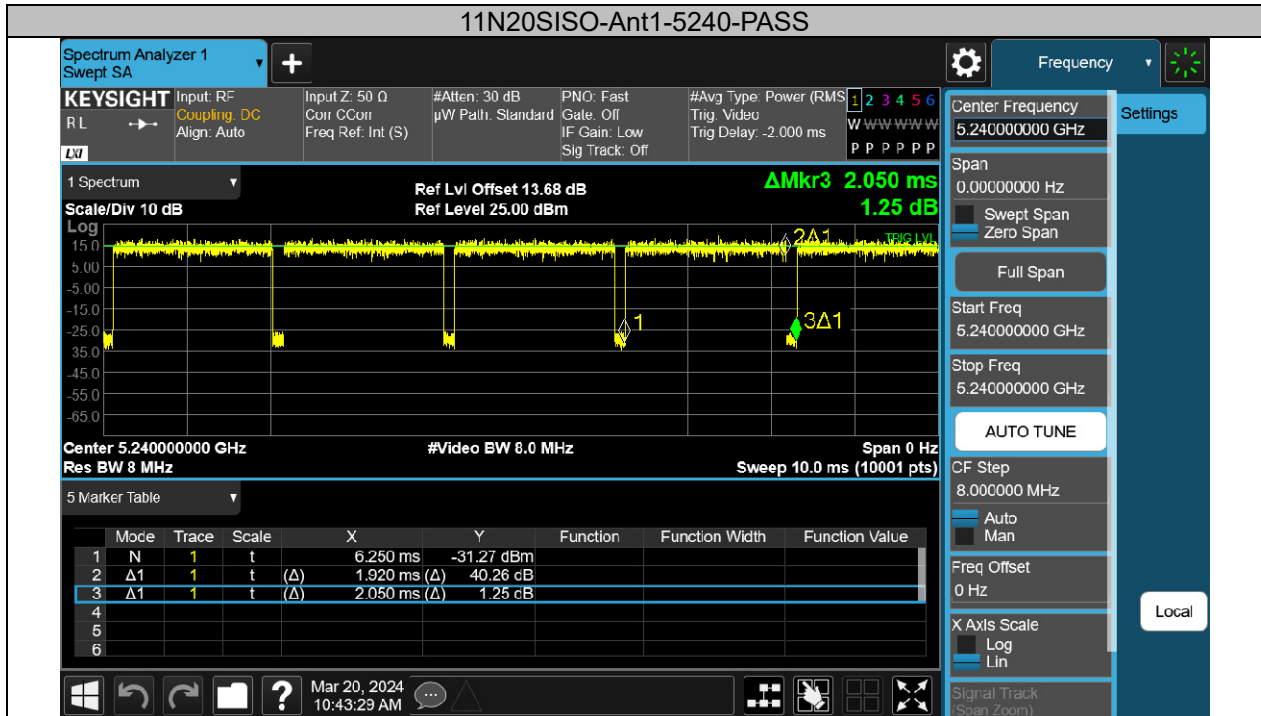 11N20SISO-Ant1-5240-PASS
Spectrum Analyzer 1
Swept SA
Frequency
KEYSIGHT
RL
LXI
Input: RF
Coupling: DC
Align: Auto
Input Z: 50 Ω
Corr CCorr
Freq Ref: Int (S)
#Atten: 30 dB
µW Path: Standard
PNO: Fast
Gate: Off
IF Gain: Low
Sig Track: Off
#Avg Type: Power (RMS
Trig: Video
Trig Delay: -2.000 ms
1 2 3 4 5 6
W W W W W W
P P P P P P
1 Spectrum
Scale/Div 10 dB
Ref Lvl Offset 13.68 dB
Ref Level 25.00 dBm
ΔMkr3 2.050 ms
1.25 dB
Log
15.0
5.00
-5.00
-15.0
-25.0
-35.0
-45.0
-55.0
-65.0
2Δ1
TRIG LVL
1
3Δ1
Center 5.240000000 GHz
Res BW 8 MHz
#Video BW 8.0 MHz
Span 0 Hz
Sweep 10.0 ms (10001 pts)
5 Marker Table
Mode Trace Scale X Y Function Function Width Function Value
1 N 1 t 6.250 ms -31.27 dBm
2 Δ1 1 t (Δ) 1.920 ms (Δ) 40.26 dB
3 Δ1 1 t (Δ) 2.050 ms (Δ) 1.25 dB
4
5
6
Mar 20, 2024
10:43:29 AM
Center Frequency
5.240000000 GHz
Span
0.00000000 Hz
Swept Span
Zero Span
Full Span
Start Freq
5.240000000 GHz
Stop Freq
5.240000000 GHz
AUTO TUNE
CF Step
8.000000 MHz
Auto
Man
Freq Offset
0 Hz
X Axis Scale
Log
Lin
Signal Track
(Span Zoom)
Settings
Local